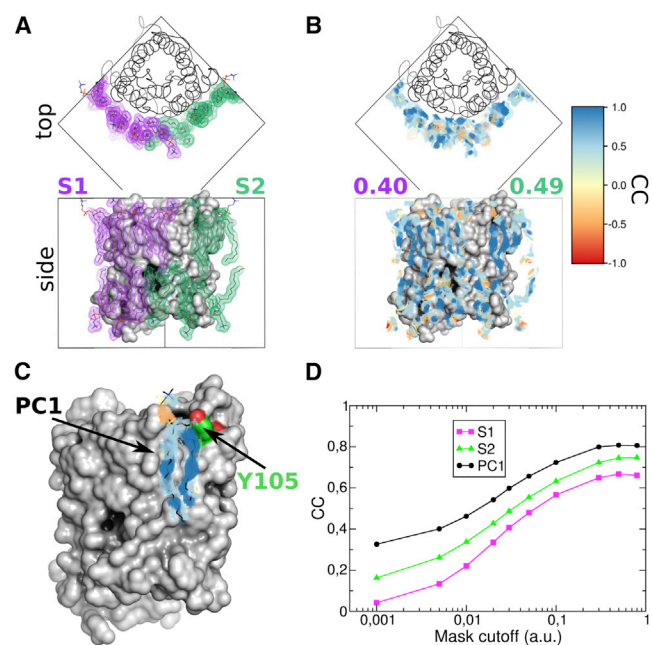 A
B
top
S1 S2
side
0.40 0.49
1.0
0.5
0.0
-0.5
-1.0
CC
C
PC1
Y105
D
1
0,8
0,6
0,4
0,2
0
CC
S1
S2
PC1
0,001 0,01 0,1 1
Mask cutoff (a.u.)